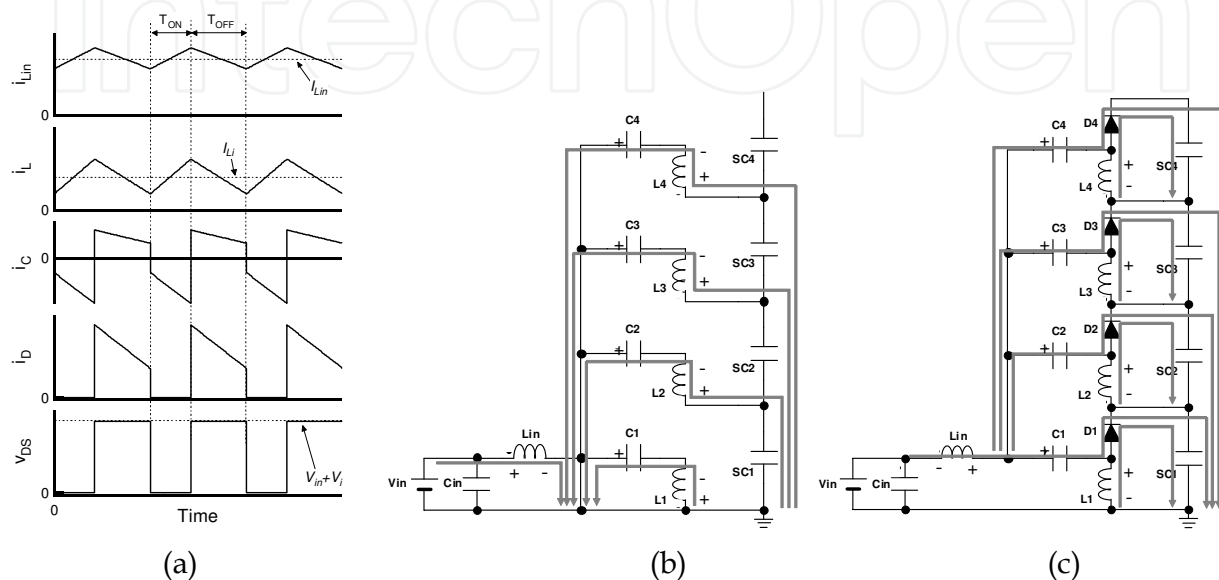 IntechOpen
T_ON T_OFF
i_Lin
I_Lin
0
i_L
I_Li
0
i_C
0
i_D
0
v_DS
V_in+V_i
0
0
Time
(a)
C4
+
-
SC4
+
L4
-
C3
+
-
SC3
+
L3
-
C2
+
-
SC2
+
L2
-
Lin
C1
- + -
+
-
SC1
Vin
Cin
L1
+
-
(b)
D4
C4
+
SC4
+
L4
-
D3
C3
+
SC3
+
L3
-
D2
C2
+
SC2
+
L2
-
Lin
C1
D1
- +
+
SC1
Vin
Cin
+
L1
-
(c)